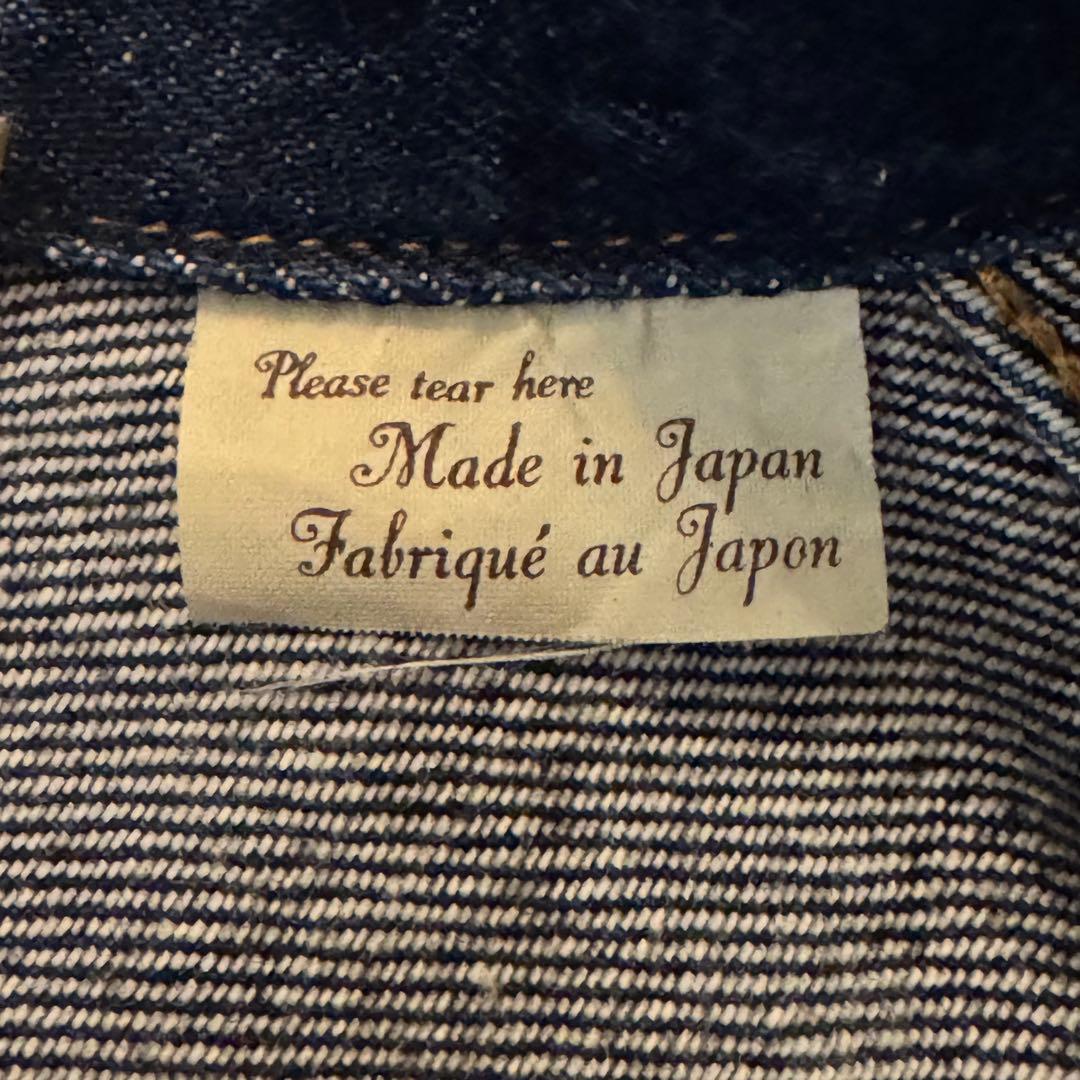 Please tear here
Made in Japan
Fabriqué au Japon